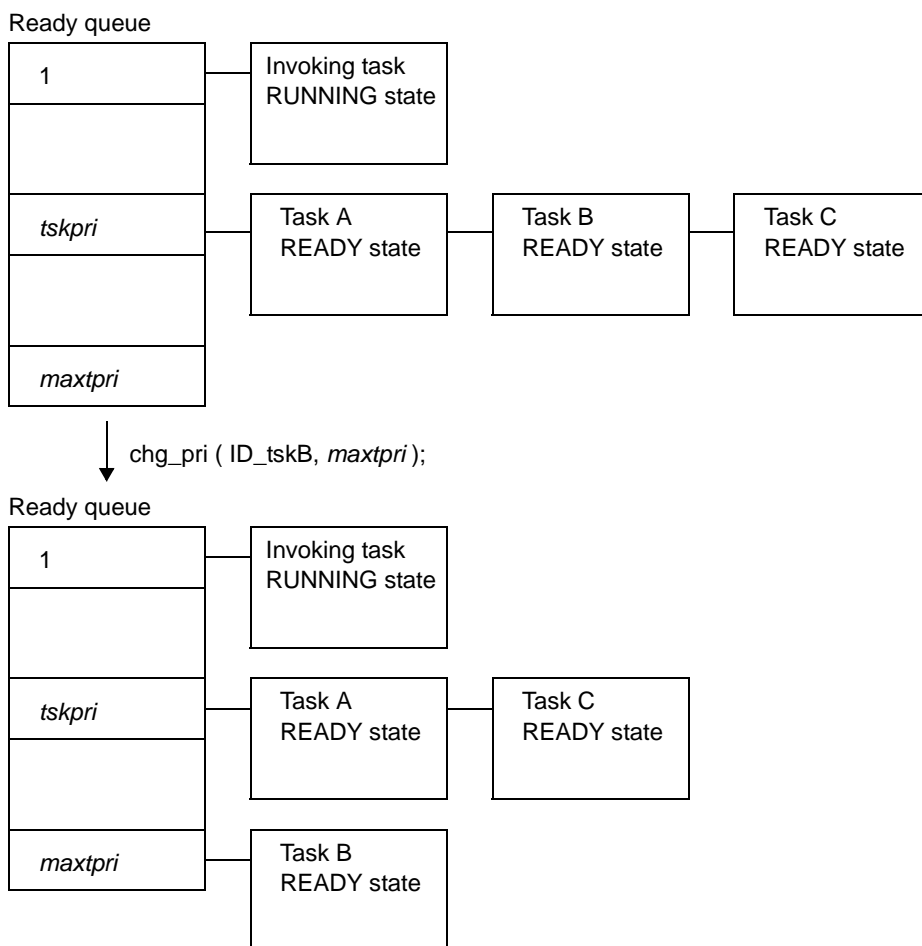 Ready queue
1
Invoking task
RUNNING state
tskpri
Task A
READY state
Task B
READY state
Task C
READY state
maxtpri
chg_pri ( ID_tskB, maxtpri );
Ready queue
1
Invoking task
RUNNING state
tskpri
Task A
READY state
Task C
READY state
maxtpri
Task B
READY state